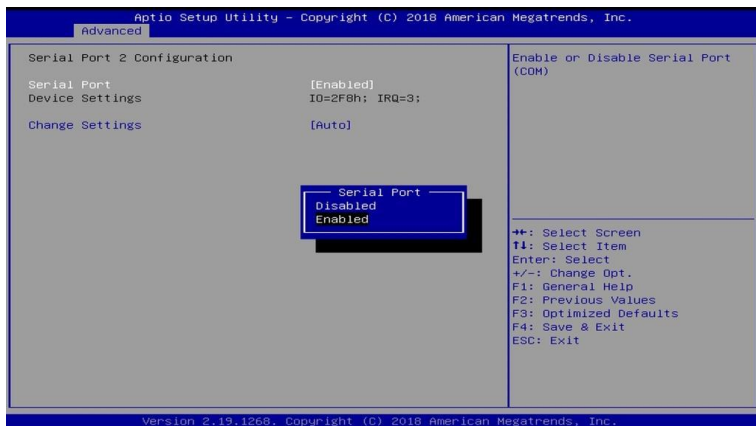 Aptio Setup Utility – Copyright (C) 2018 American Megatrends, Inc.
Advanced
Serial Port 2 Configuration
Serial Port [Enabled]
Device Settings IO=2F8h; IRQ=3;
Change Settings [Auto]
Serial Port
Disabled
Enabled
Enable or Disable Serial Port
(COM)
→←: Select Screen
↑↓: Select Item
Enter: Select
+/-: Change Opt.
F1: General Help
F2: Previous Values
F3: Optimized Defaults
F4: Save & Exit
ESC: Exit
Version 2.19.1268. Copyright (C) 2018 American Megatrends, Inc.